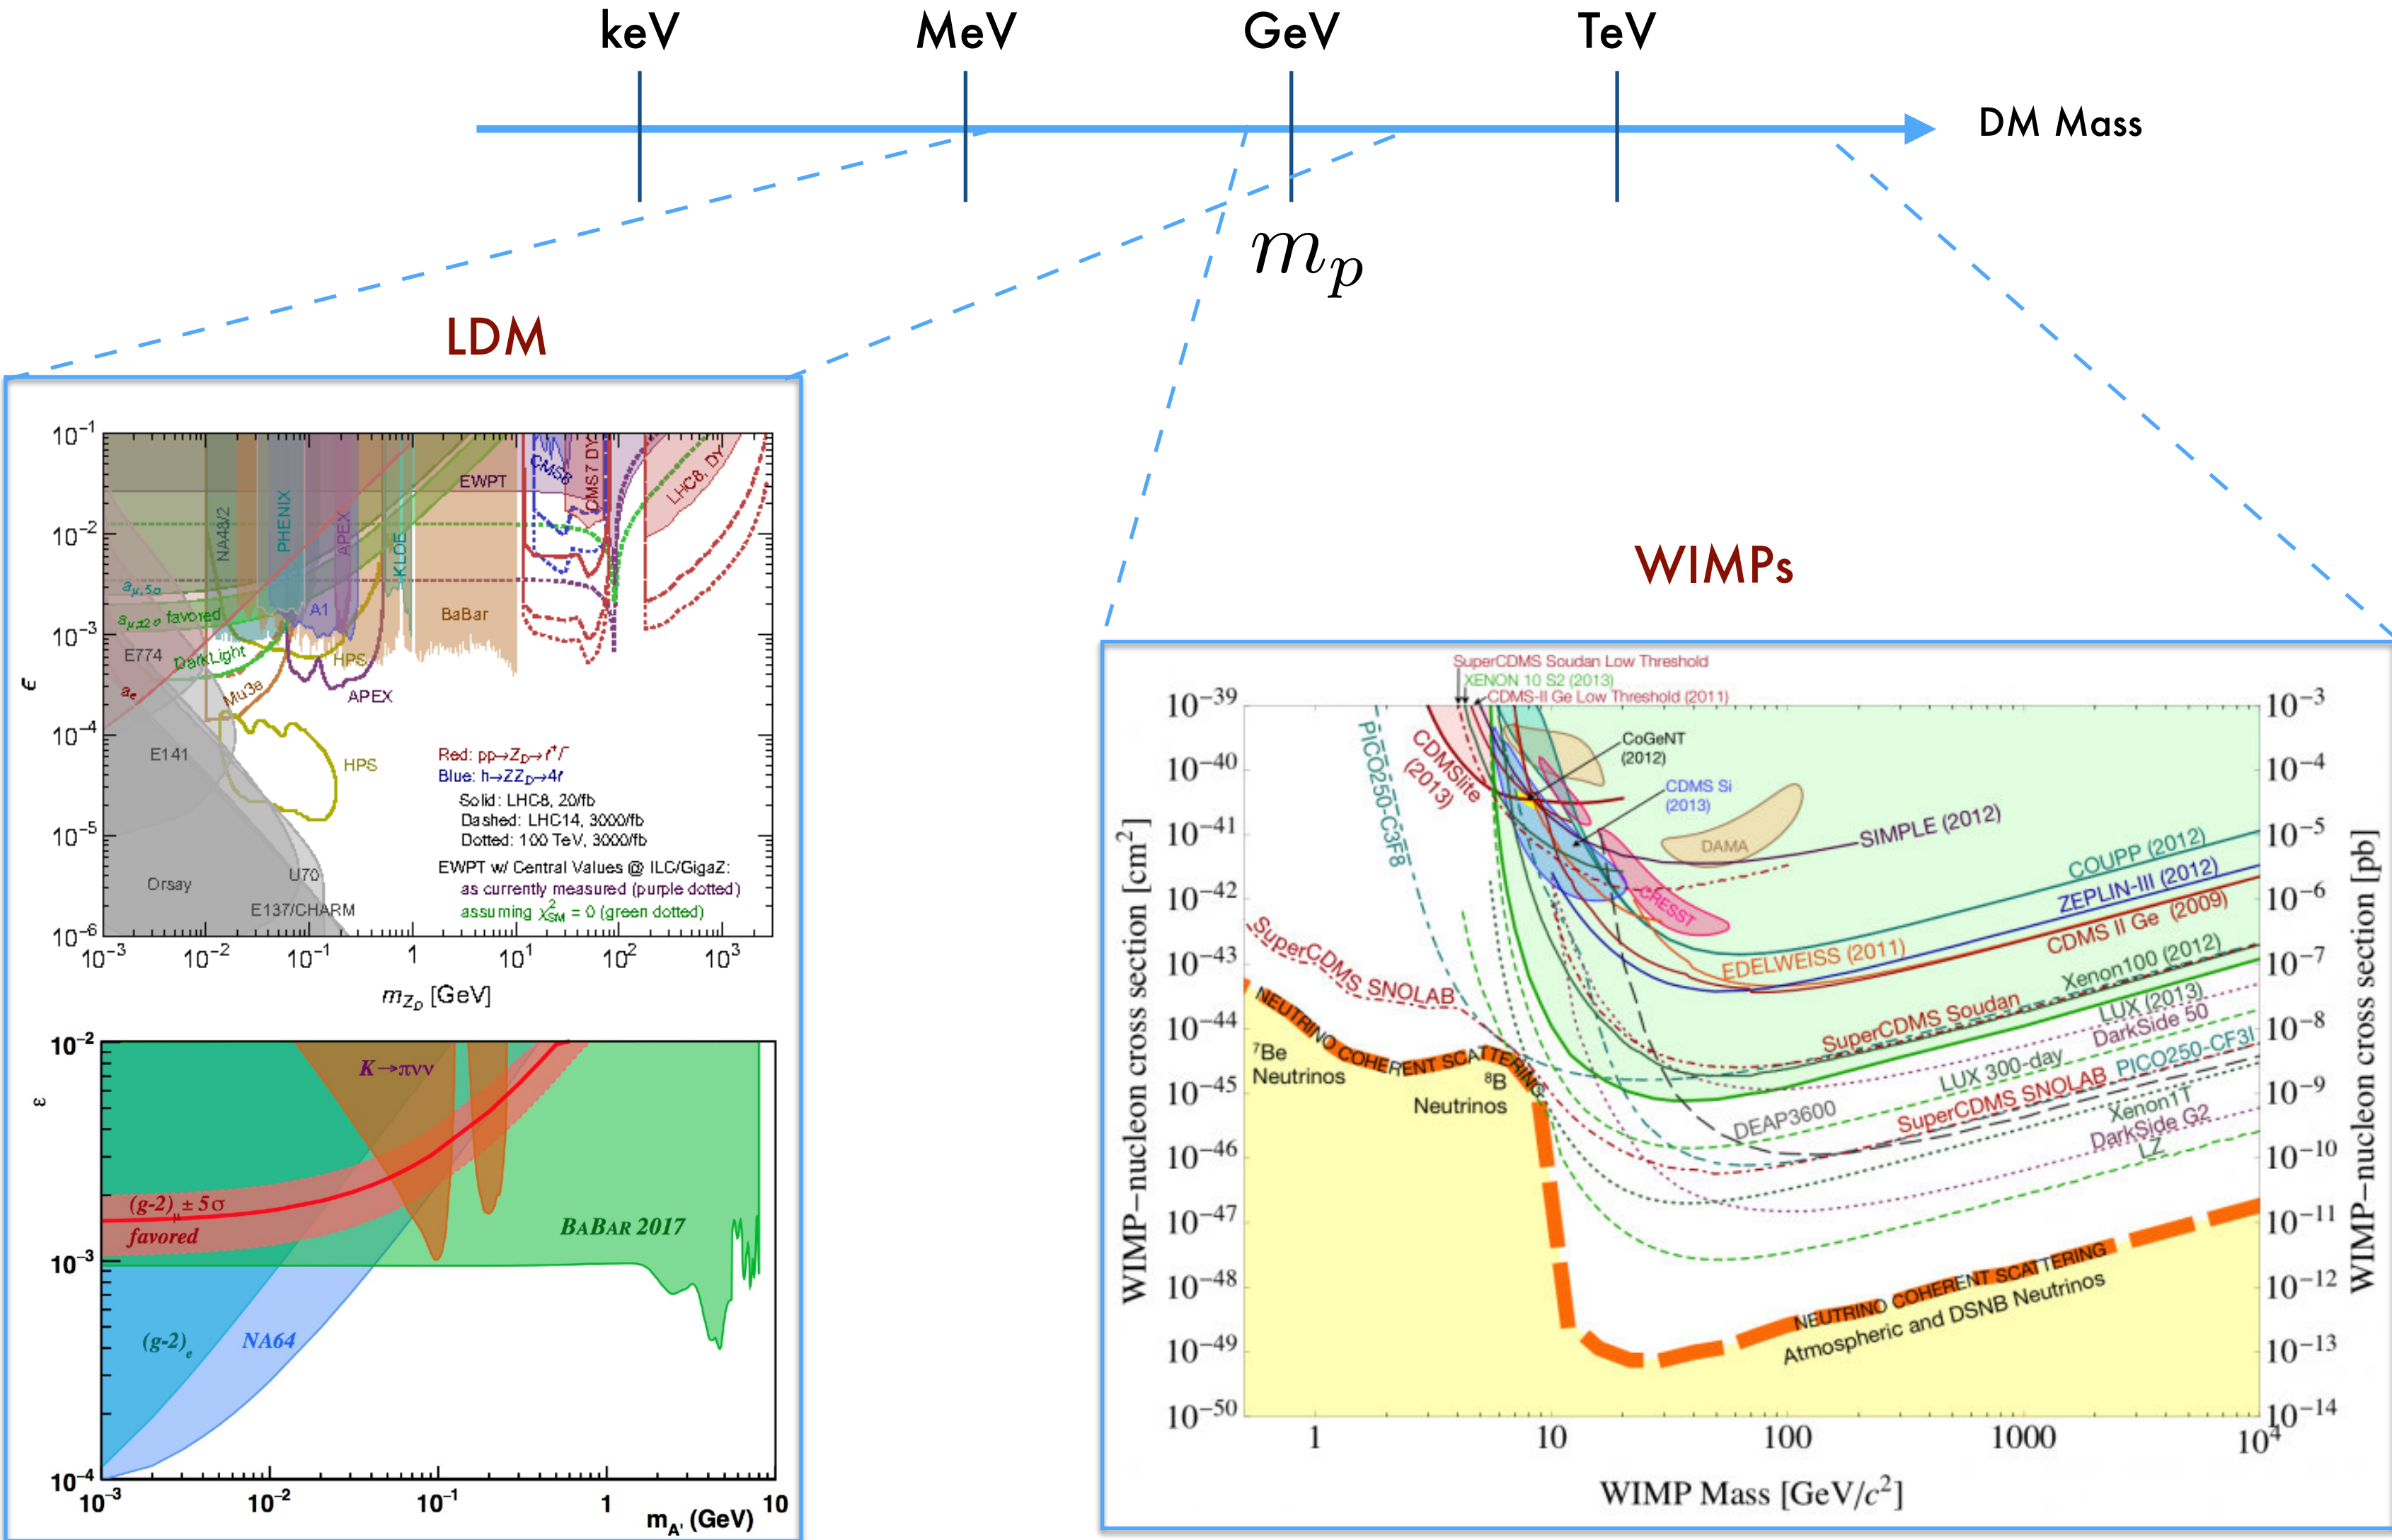 keV MeV GeV TeV
DM Mass
m_p
LDM
WIMPs
10⁻¹
10⁻²
10⁻³
10⁻⁴
10⁻⁵
10⁻⁶
ϵ
10⁻³ 10⁻² 10⁻¹ 1 10¹ 10² 10³
m_{Z_D} [GeV]
NA48/2
PHENIX
APEX
KLOE
EWPT
CMS8
CMS7 DY
LHC8, DY
a_{μ,5σ}
a_{μ,±2σ} favored
A1
BaBar
E774
DarkLight
HPS
a_e
Mu3e
APEX
E141
HPS
Orsay
U70
E137/CHARM
Red: pp→Z_D→ℓ⁺ℓ⁻
Blue: h→ZZ_D→4ℓ
Solid: LHC8, 20/fb
Dashed: LHC14, 3000/fb
Dotted: 100 TeV, 3000/fb
EWPT w/ Central Values @ ILC/GigaZ:
as currently measured (purple dotted)
assuming χ²_SM = 0 (green dotted)
10⁻²
10⁻³
10⁻⁴
ε
K→πνν
(g-2)_μ ± 5σ
favored
BABAR 2017
(g-2)_e
NA64
10⁻³ 10⁻² 10⁻¹ 1 10
m_A' (GeV)
SuperCDMS Soudan Low Threshold
XENON 10 S2 (2013)
CDMS-II Ge Low Threshold (2011)
10⁻³⁹
10⁻⁴⁰
10⁻⁴¹
10⁻⁴²
10⁻⁴³
10⁻⁴⁴
10⁻⁴⁵
10⁻⁴⁶
10⁻⁴⁷
10⁻⁴⁸
10⁻⁴⁹
10⁻⁵⁰
WIMP−nucleon cross section [cm²]
PICO250-C3F8
CDMSlite
(2013)
CoGeNT
(2012)
CDMS Si
(2013)
DAMA
SIMPLE (2012)
COUPP (2012)
ZEPLIN-III (2012)
CRESST
CDMS II Ge (2009)
EDELWEISS (2011)
Xenon100 (2012)
SuperCDMS SNOLAB
SuperCDMS Soudan
LUX (2013)
DarkSide 50
PICO250-CF3I
LUX 300-day
SuperCDMS SNOLAB
DEAP3600
Xenon1T
DarkSide G2
LZ
NEUTRINO COHERENT SCATTERING
⁷Be
Neutrinos
⁸B
Neutrinos
NEUTRINO COHERENT SCATTERING
Atmospheric and DSNB Neutrinos
10⁻³
10⁻⁴
10⁻⁵
10⁻⁶
10⁻⁷
10⁻⁸
10⁻⁹
10⁻¹⁰
10⁻¹¹
10⁻¹²
10⁻¹³
10⁻¹⁴
WIMP−nucleon cross section [pb]
1 10 100 1000 10⁴
WIMP Mass [GeV/c²]